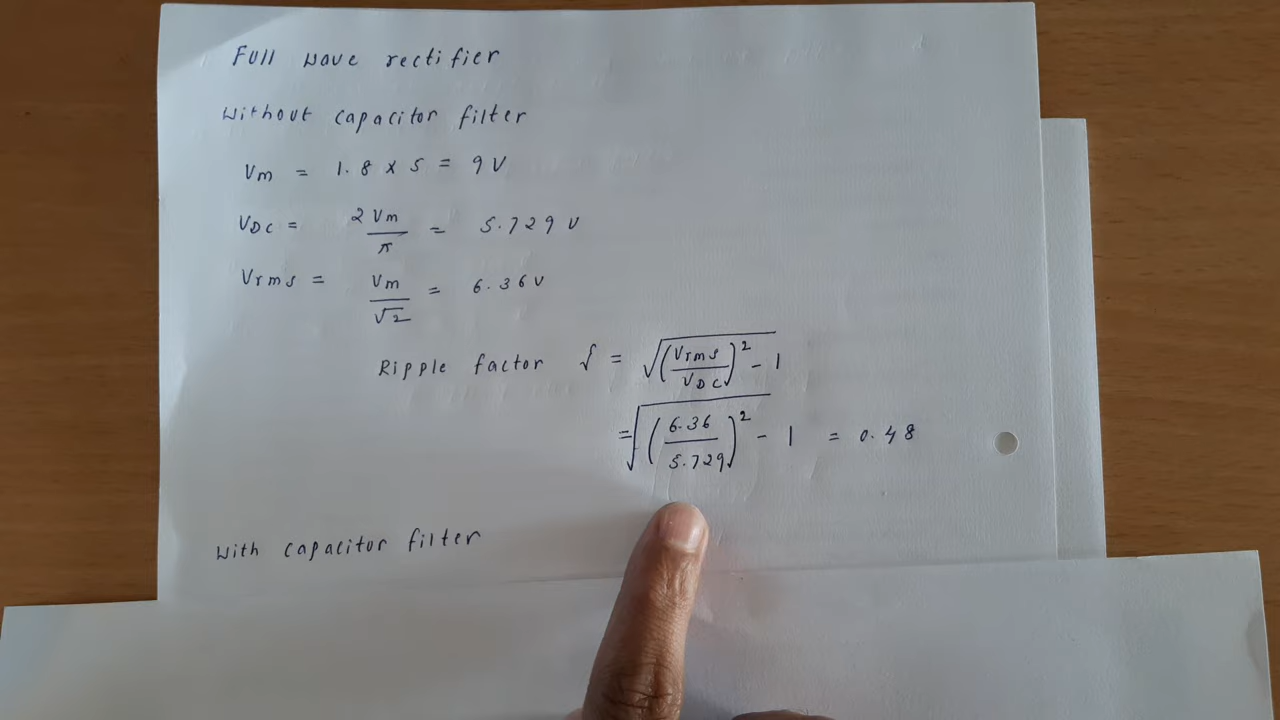 Full wave rectifier
Without capacitor filter
Vm = 1.8 x 5 = 9V
VDC = 2Vm/π = 5.729 V
Vrms = Vm/√2 = 6.36V
Ripple factor γ = √((Vrms/VDC)² - 1)
= √((6.36/5.729)² - 1) = 0.48
With capacitor filter